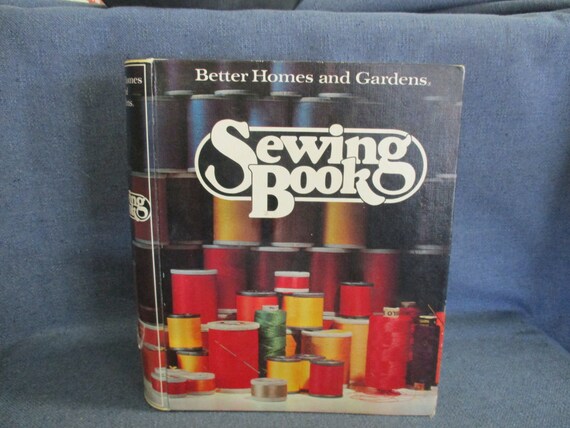 Better Homes and Gardens®
Sewing
Book